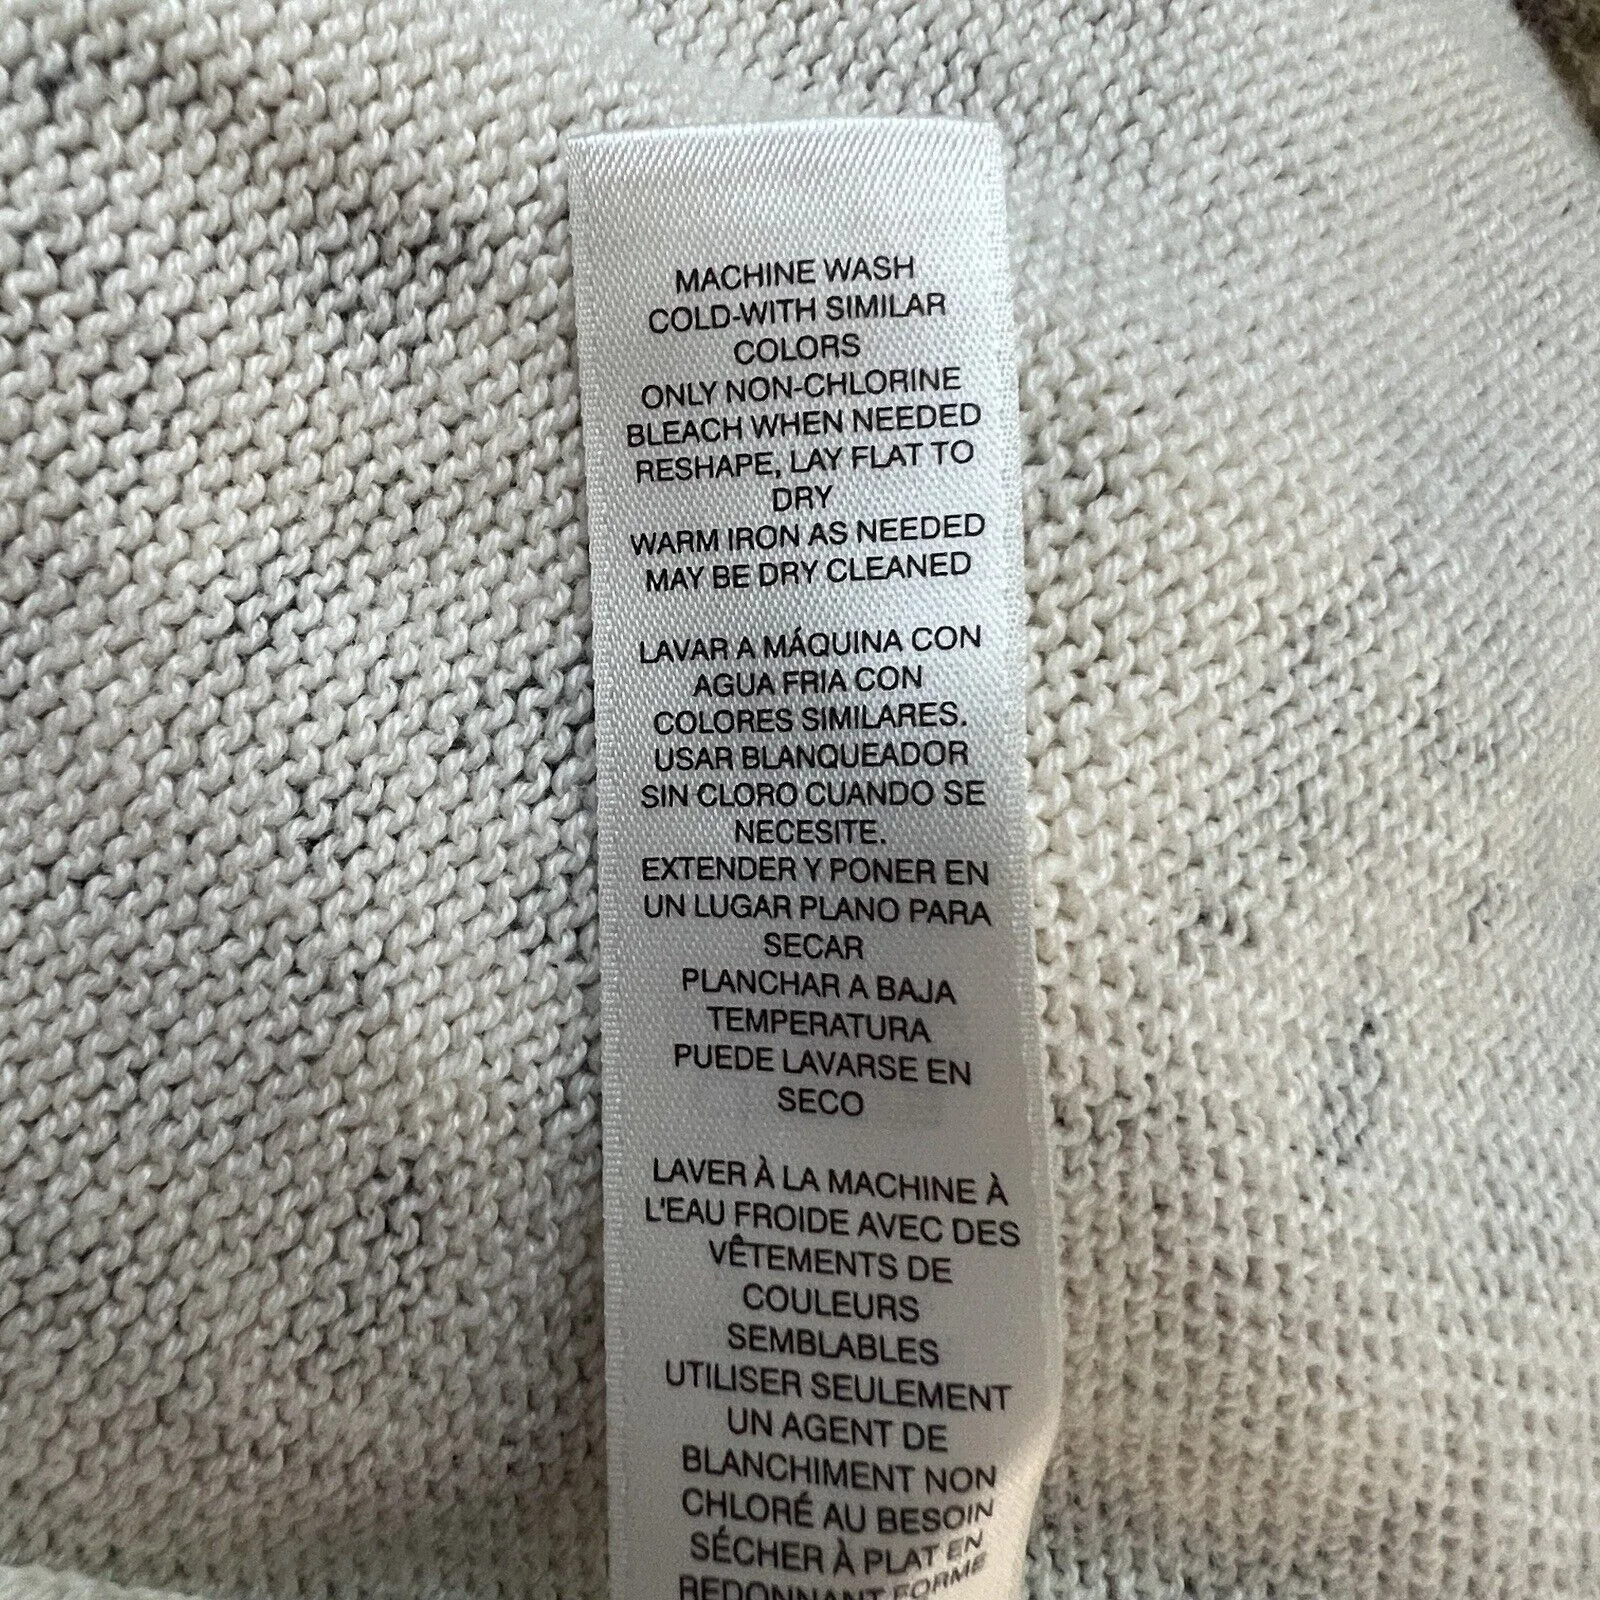 MACHINE WASH
COLD-WITH SIMILAR
COLORS
ONLY NON-CHLORINE
BLEACH WHEN NEEDED
RESHAPE, LAY FLAT TO
DRY
WARM IRON AS NEEDED
MAY BE DRY CLEANED
LAVAR A MÁQUINA CON
AGUA FRIA CON
COLORES SIMILARES.
USAR BLANQUEADOR
SIN CLORO CUANDO SE
NECESITE.
EXTENDER Y PONER EN
UN LUGAR PLANO PARA
SECAR
PLANCHAR A BAJA
TEMPERATURA
PUEDE LAVARSE EN
SECO
LAVER À LA MACHINE À
L'EAU FROIDE AVEC DES
VÊTEMENTS DE
COULEURS
SEMBLABLES
UTILISER SEULEMENT
UN AGENT DE
BLANCHIMENT NON
CHLORÉ AU BESOIN
SÉCHER À PLAT EN
REDONNANT FORME